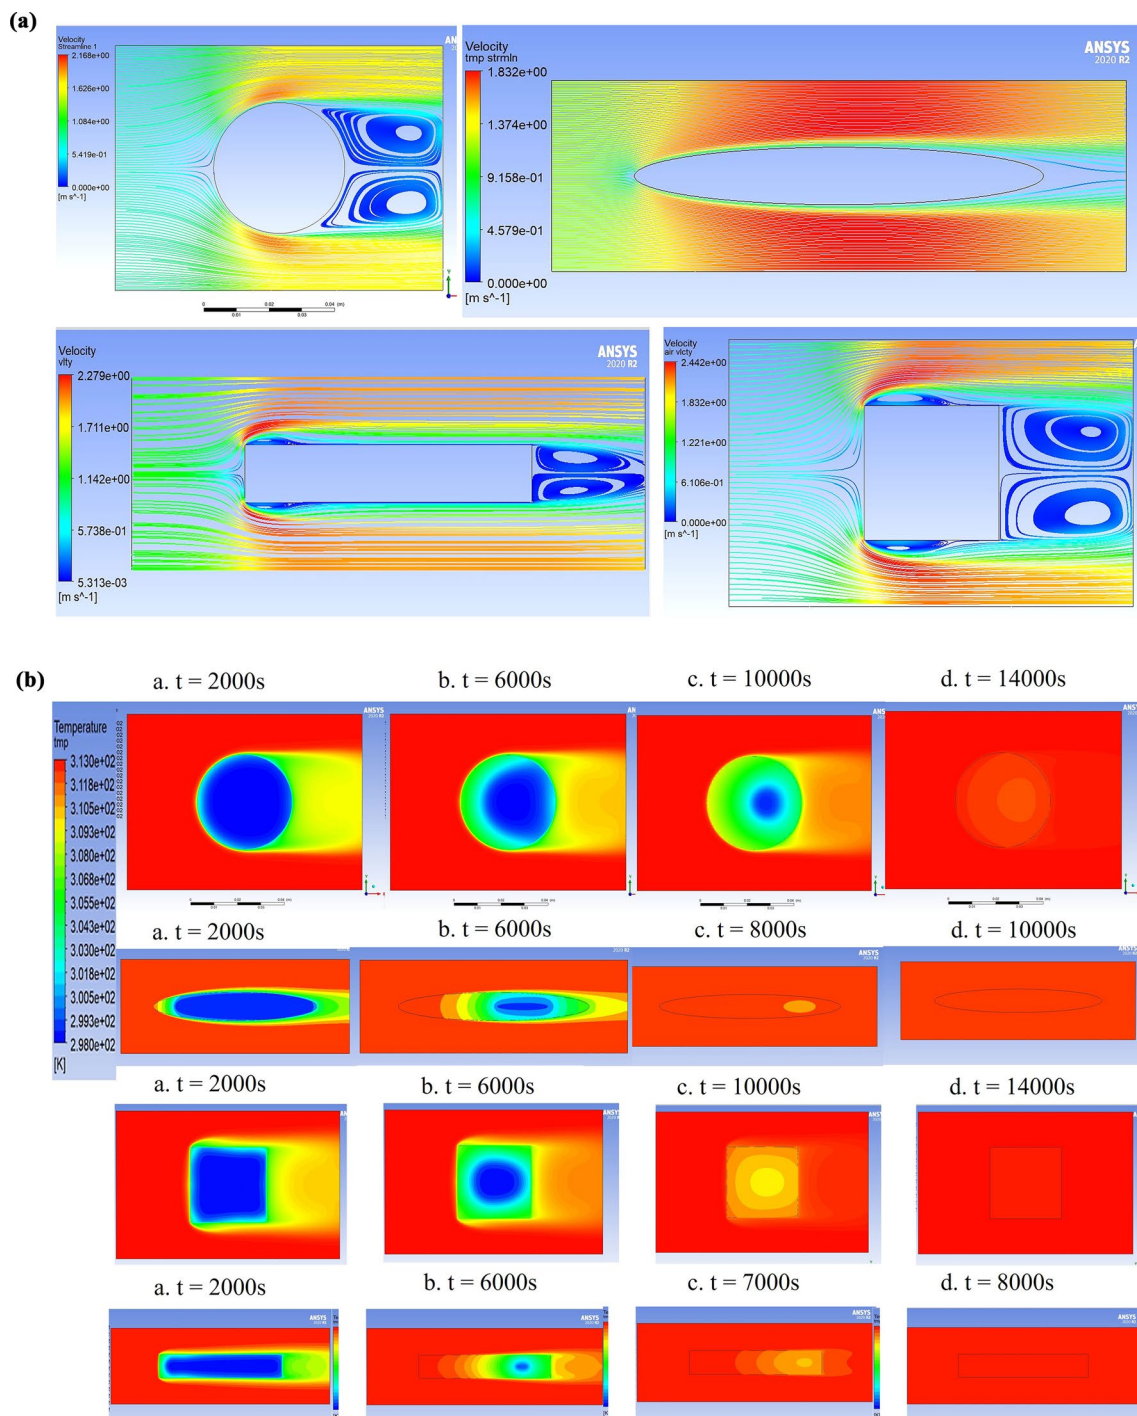 (a)
Velocity
Streamline 1
2.168e+00
1.626e+00
1.084e+00
5.419e-01
0.000e+00
[m s^-1]
ANSYS
0 0.02 0.04 (m)
0.01 0.03
Velocity
tmp strmln
1.832e+00
1.374e+00
9.158e-01
4.579e-01
0.000e+00
[m s^-1]
ANSYS
2020 R2
Velocity
vlty
2.279e+00
1.711e+00
1.142e+00
5.738e-01
5.313e-03
[m s^-1]
ANSYS
2020 R2
Velocity
air vlcty
2.442e+00
1.832e+00
1.221e+00
6.106e-01
0.000e+00
[m s^-1]
(b)
a. t = 2000s b. t = 6000s c. t = 10000s d. t = 14000s
Temperature
tmp
3.130e+02
3.118e+02
3.105e+02
3.092e+02
3.080e+02
3.068e+02
3.055e+02
3.043e+02
3.030e+02
3.018e+02
3.005e+02
2.993e+02
2.980e+02
[K]
ANSYS
ANSYS
ANSYS
a. t = 2000s b. t = 6000s c. t = 8000s d. t = 10000s
a. t = 2000s b. t = 6000s c. t = 10000s d. t = 14000s
a. t = 2000s b. t = 6000s c. t = 7000s d. t = 8000s
ANSYS
ANSYS
ANSYS
ANSYS